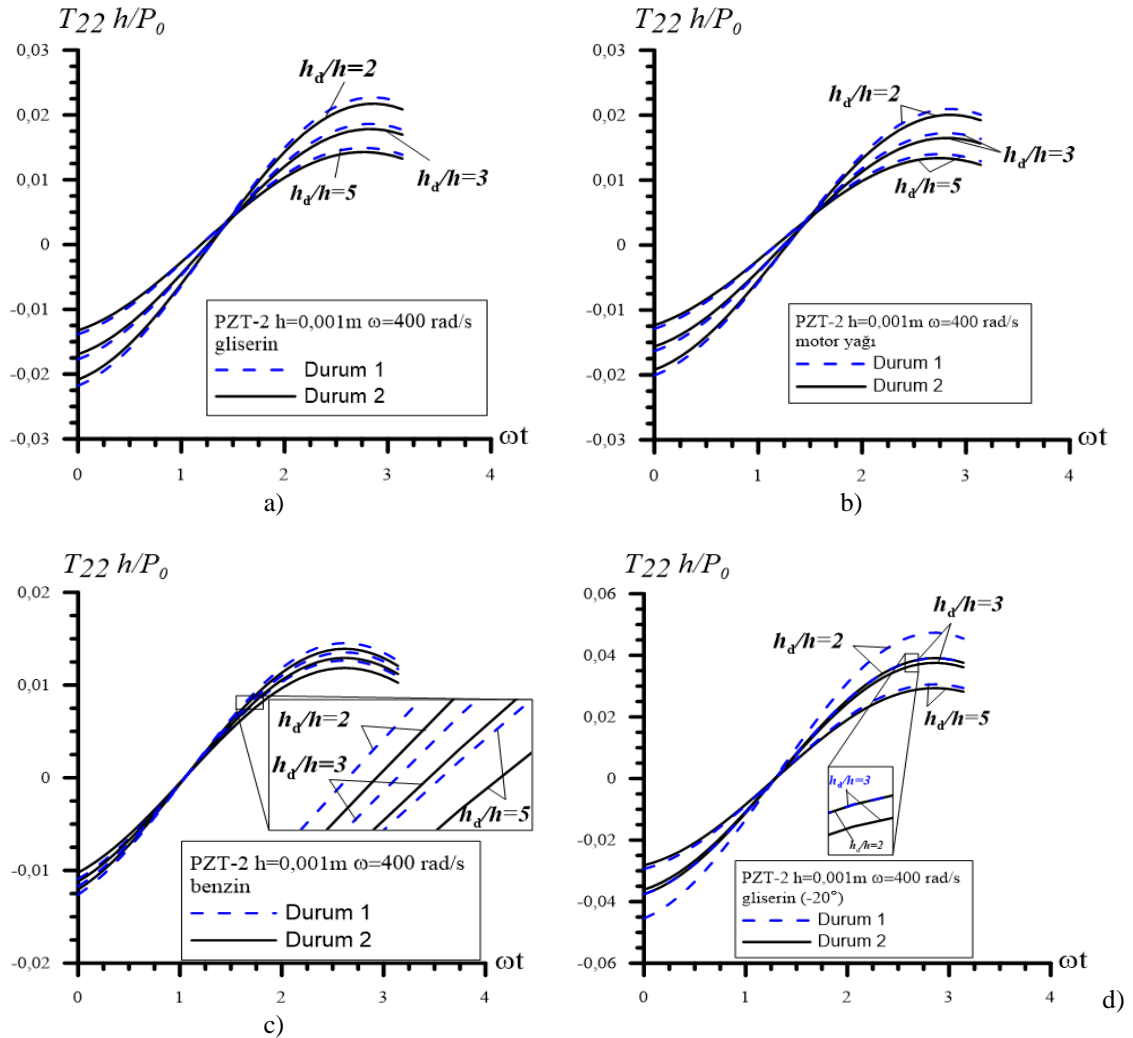 T22 h/P0
0,03
0,02
0,01
0
-0,01
-0,02
-0,03
0
1
2
3
4
ωt
hd/h=2
hd/h=3
hd/h=5
PZT-2 h=0,001m ω=400 rad/s
gliserin
Durum 1
Durum 2
a)
T22 h/P0
0,03
0,02
0,01
0
-0,01
-0,02
-0,03
0
1
2
3
4
ωt
hd/h=2
hd/h=3
hd/h=5
PZT-2 h=0,001m ω=400 rad/s
motor yağı
Durum 1
Durum 2
b)
T22 h/P0
0,02
0,01
0
-0,01
-0,02
0
1
2
3
4
ωt
hd/h=2
hd/h=3
hd/h=5
PZT-2 h=0,001m ω=400 rad/s
benzin
Durum 1
Durum 2
c)
T22 h/P0
0,06
0,04
0,02
0
-0,02
-0,04
-0,06
0
1
2
3
4
ωt
hd/h=3
hd/h=2
hd/h=5
hd/h=3
hd/h=2
PZT-2 h=0,001m ω=400 rad/s
gliserin (-20°)
Durum 1
Durum 2
d)